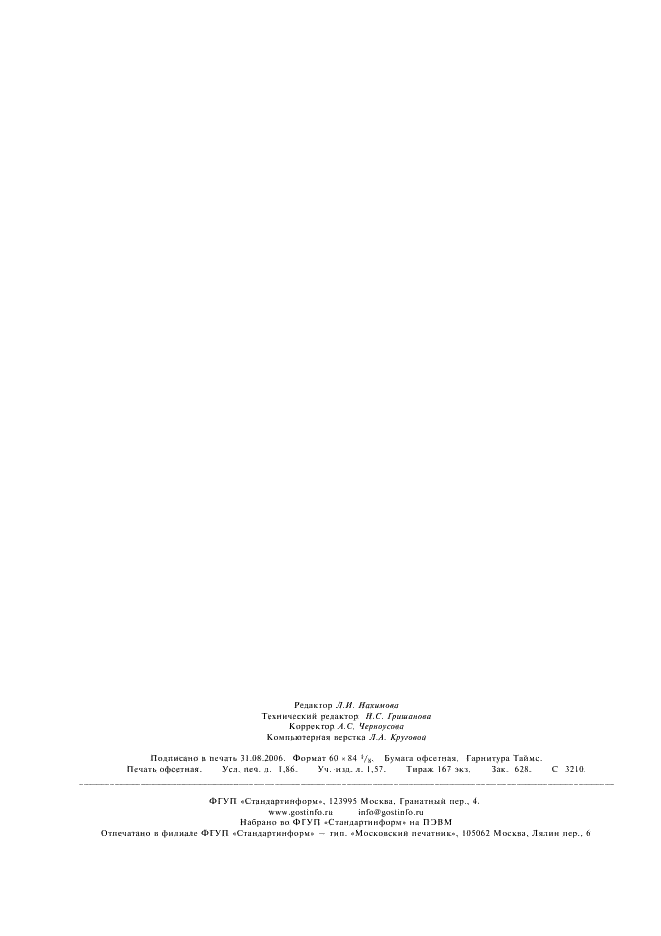 Редактор Л.И. Нахимова
Технический редактор Н.С. Гришанова
Корректор А.С. Черноусова
Компьютерная верстка Л.А. Круговой
Подписано в печать 31.08.2006. Формат 60 × 84 1/8. Бумага офсетная. Гарнитура Таймс.
Печать офсетная. Усл. печ. л. 1,86. Уч.-изд. л. 1,57. Тираж 167 экз. Зак. 628. С 3210.
ФГУП «Стандартинформ», 123995 Москва, Гранатный пер., 4.
www.gostinfo.ru info@gostinfo.ru
Набрано во ФГУП «Стандартинформ» на ПЭВМ
Отпечатано в филиале ФГУП «Стандартинформ» — тип. «Московский печатник», 105062 Москва, Лялин пер., 6